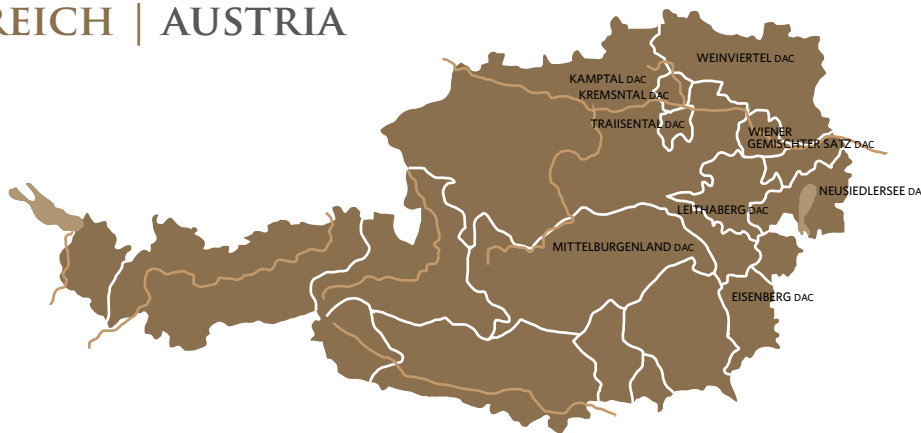 REICH | AUSTRIA
WEINVIERTEL DAC
KAMPTAL DAC
KREMSNTAL DAC
TRAIISENTAL DAC
WIENER
GEMISCHTER SATZ DAC
NEUSIEDLERSEE DA
LEITHABERG DAC
MITTELBURGENLAND DAC
EISENBERG DAC